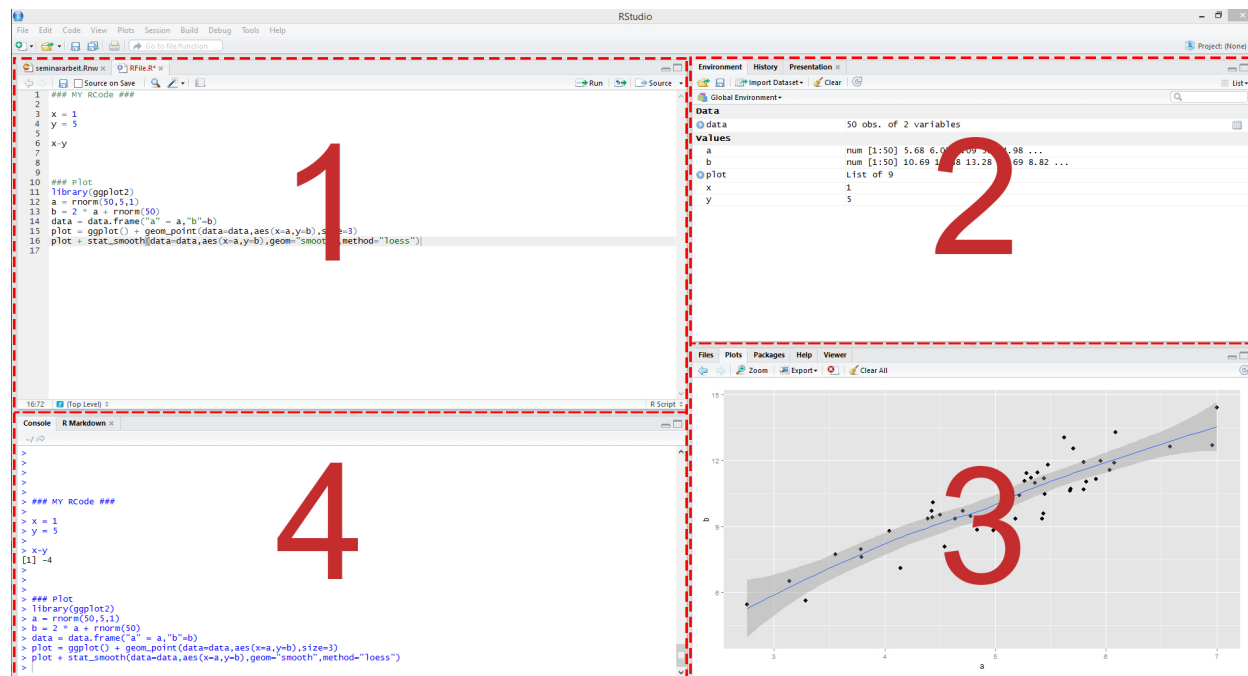 RStudio
File Edit Code View Plots Session Build Debug Tools Help
Go to file/function
Project: (None)
seminararbeit.Rnw
RFile.R*
Source on Save
Run
Source
1 ### MY RCode ###
2
3 x = 1
4 y = 5
5
6 x-y
7
8
9
10 ### Plot
11 library(ggplot2)
12 a = rnorm(50,5,1)
13 b = 2 * a + rnorm(50)
14 data = data.frame("a" = a,"b"=b)
15 plot = ggplot() + geom_point(data=data,aes(x=a,y=b),size=3)
16 plot + stat_smooth(data=data,aes(x=a,y=b),geom="smooth",method="loess")
17
1
16:72 (Top Level) R Script
Environment History Presentation
Import Dataset Clear List
Global Environment
Data
data 50 obs. of 2 variables
Values
a num [1:50] 5.68 ...
b num [1:50] 10.69 13.28 8.82 ...
plot List of 9
x 1
y 5
2
Files Plots Packages Help Viewer
Zoom Export Clear All
15
12
9
6
b
3 4 5 6 7
a
3
Console R Markdown
~/
>
>
>
>
> ### MY RCode ###
>
> x = 1
> y = 5
>
> x-y
[1] -4
>
>
> ### Plot
> library(ggplot2)
> a = rnorm(50,5,1)
> b = 2 * a + rnorm(50)
> data = data.frame("a" = a,"b"=b)
> plot = ggplot() + geom_point(data=data,aes(x=a,y=b),size=3)
> plot + stat_smooth(data=data,aes(x=a,y=b),geom="smooth",method="loess")
>
4